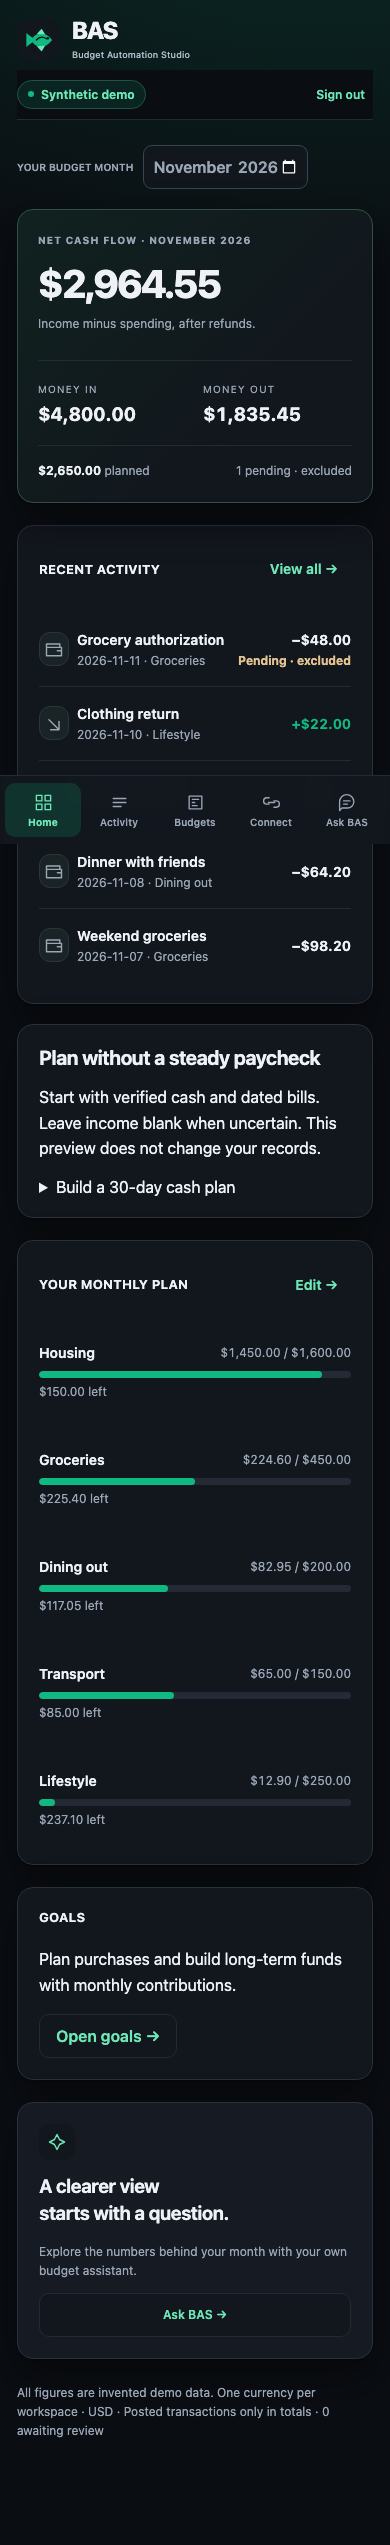 BAS
Budget Automation Studio
Synthetic demo
Sign out
YOUR BUDGET MONTH
November 2026
NET CASH FLOW · NOVEMBER 2026
$2,964.55
Income minus spending, after refunds.
MONEY IN
MONEY OUT
$4,800.00
$1,835.45
$2,650.00 planned
1 pending · excluded
RECENT ACTIVITY
View all →
Grocery authorization
−$48.00
2026-11-11 · Groceries
Pending · excluded
Clothing return
+$22.00
2026-11-10 · Lifestyle
Home
Activity
Budgets
Connect
Ask BAS
Dinner with friends
−$64.20
2026-11-08 · Dining out
Weekend groceries
−$98.20
2026-11-07 · Groceries
Plan without a steady paycheck
Start with verified cash and dated bills.
Leave income blank when uncertain. This
preview does not change your records.
▶ Build a 30-day cash plan
YOUR MONTHLY PLAN
Edit →
Housing
$1,450.00 / $1,600.00
$150.00 left
Groceries
$224.60 / $450.00
$225.40 left
Dining out
$82.95 / $200.00
$117.05 left
Transport
$65.00 / $150.00
$85.00 left
Lifestyle
$12.90 / $250.00
$237.10 left
GOALS
Plan purchases and build long-term funds
with monthly contributions.
Open goals →
A clearer view
starts with a question.
Explore the numbers behind your month with your own
budget assistant.
Ask BAS →
All figures are invented demo data. One currency per
workspace · USD · Posted transactions only in totals · 0
awaiting review